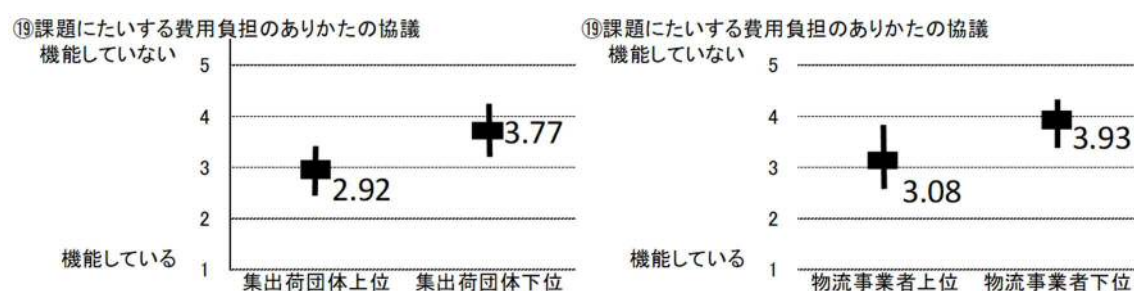 ⑲課題にたいする費用負担のありかたの協議
機能していない
5
4
3
2
機能している
1
3.77
2.92
集出荷団体上位
集出荷団体下位
⑲課題にたいする費用負担のありかたの協議
機能していない
5
4
3
2
機能している
1
3.93
3.08
物流事業者上位
物流事業者下位